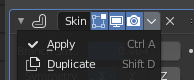 Skin
Apply Ctrl A
Duplicate Shift D
Z